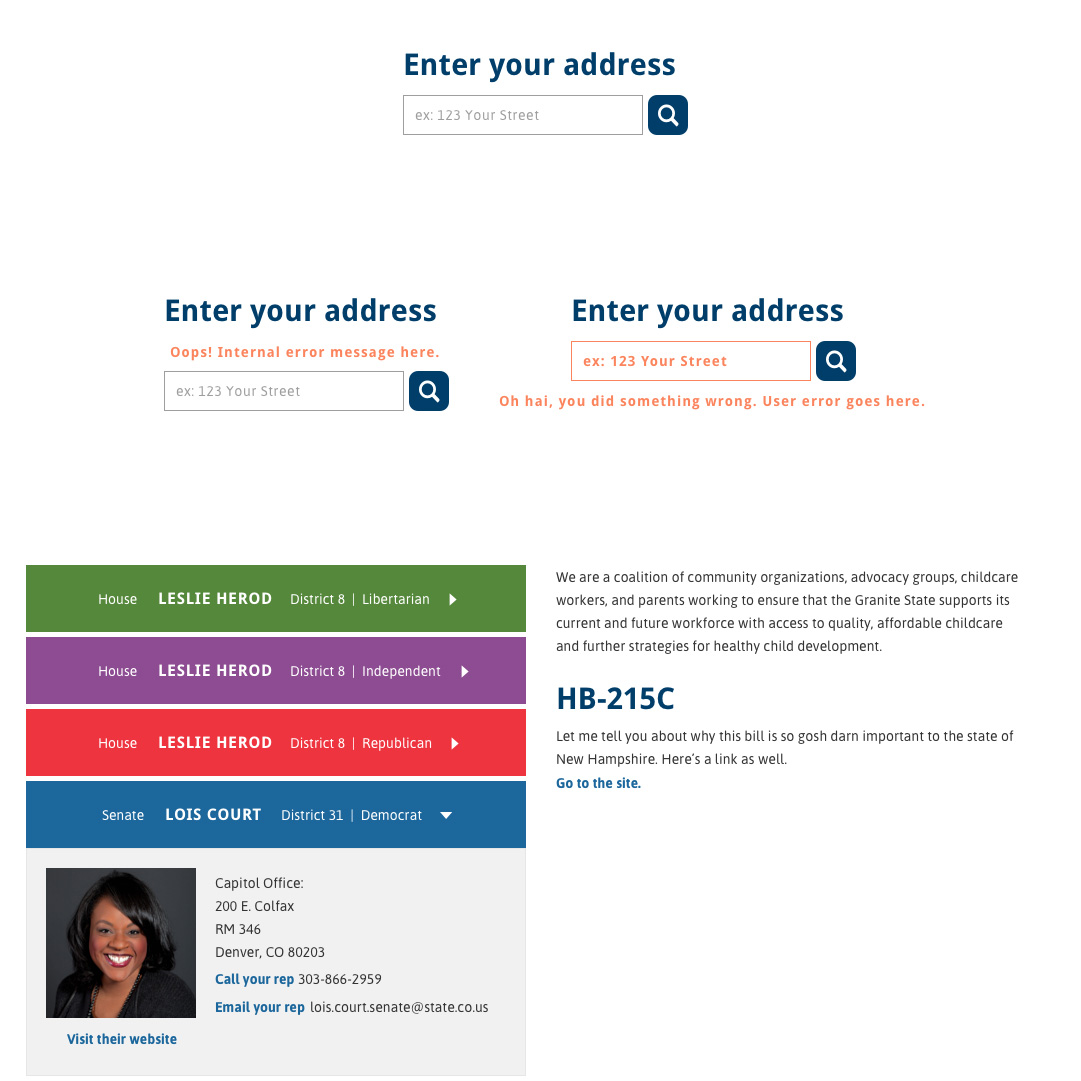 Enter your address
ex: 123 Your Street
Enter your address
Oops! Internal error message here.
ex: 123 Your Street
Enter your address
ex: 123 Your Street
Oh hai, you did something wrong. User error goes here.
House LESLIE HEROD District 8 | Libertarian
House LESLIE HEROD District 8 | Independent
House LESLIE HEROD District 8 | Republican
Senate LOIS COURT District 31 | Democrat
Capitol Office:
200 E. Colfax
RM 346
Denver, CO 80203
Call your rep 303-866-2959
Email your rep lois.court.senate@state.co.us
Visit their website
We are a coalition of community organizations, advocacy groups, childcare
workers, and parents working to ensure that the Granite State supports its
current and future workforce with access to quality, affordable childcare
and further strategies for healthy child development.
HB-215C
Let me tell you about why this bill is so gosh darn important to the state of
New Hampshire. Here’s a link as well.
Go to the site.